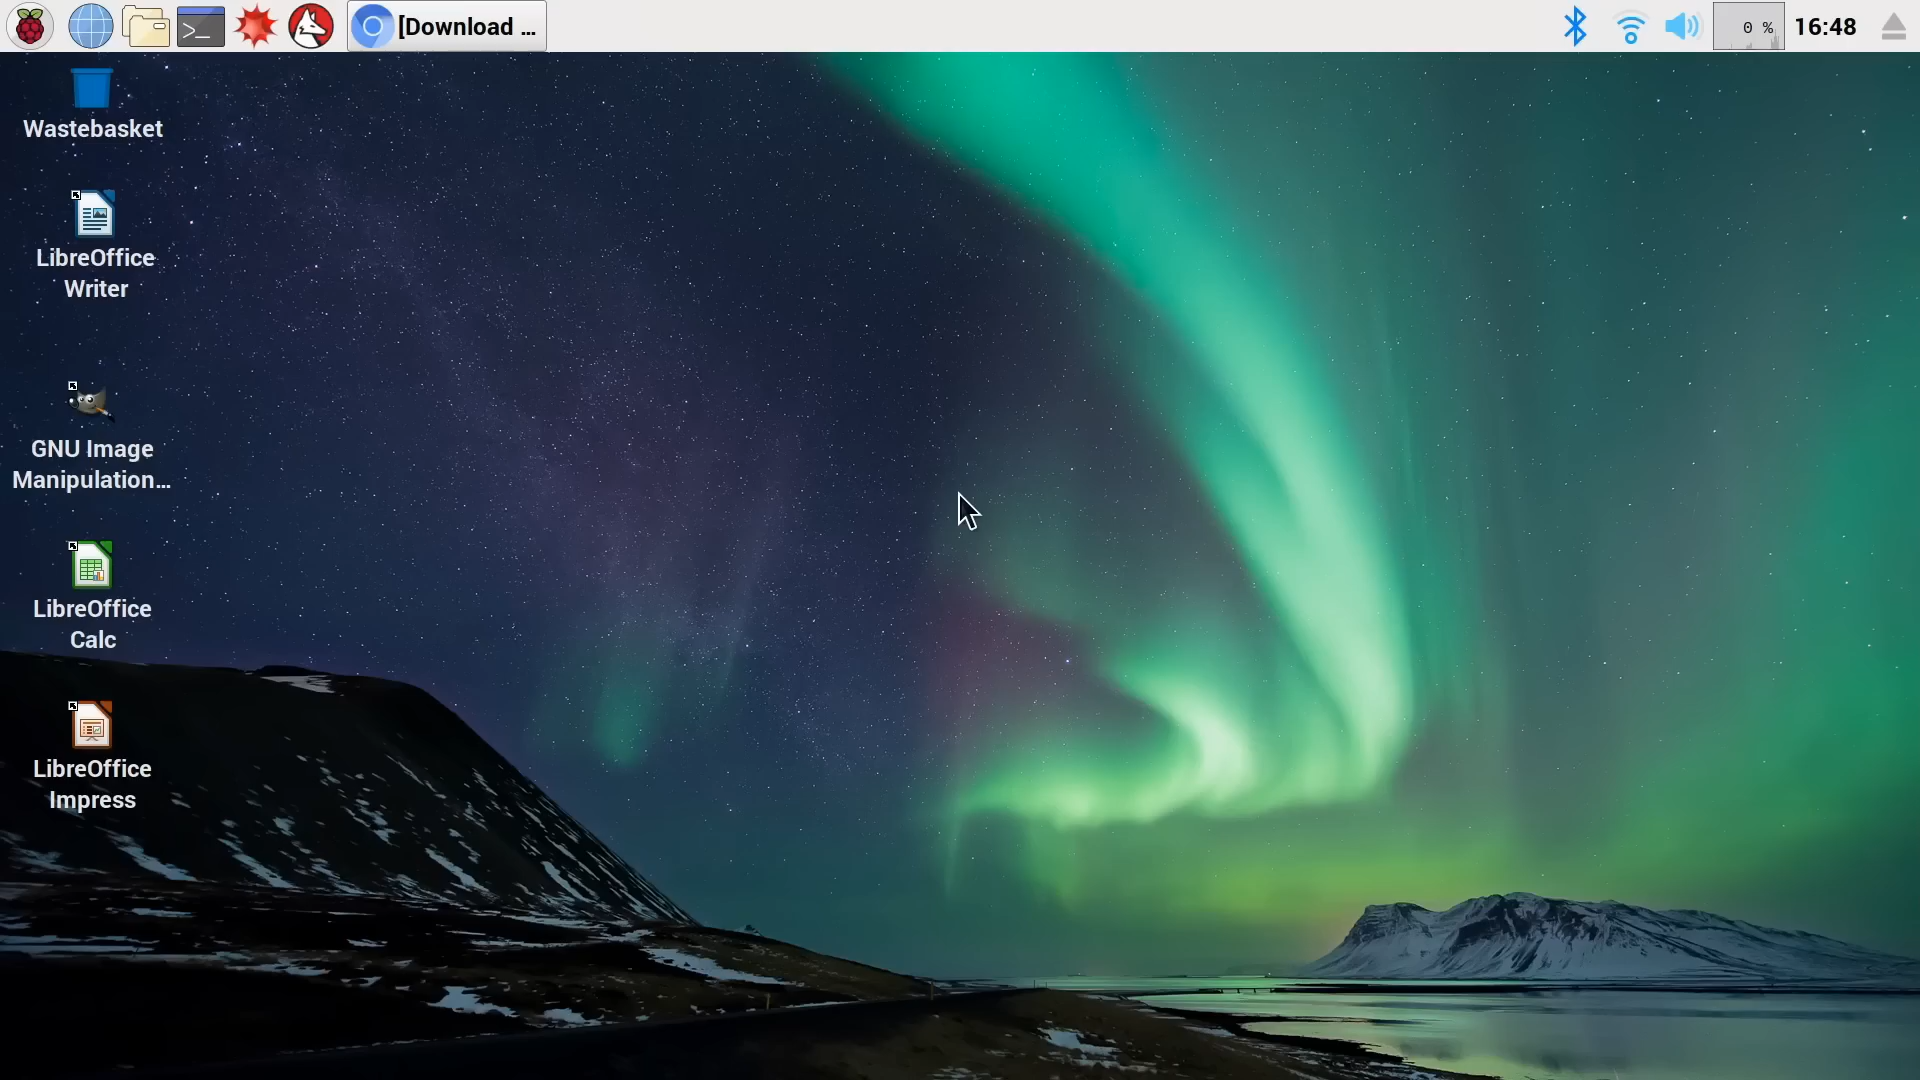 [Download ...
0 %
16:48
Wastebasket
LibreOffice
Writer
GNU Image
Manipulation...
LibreOffice
Calc
LibreOffice
Impress